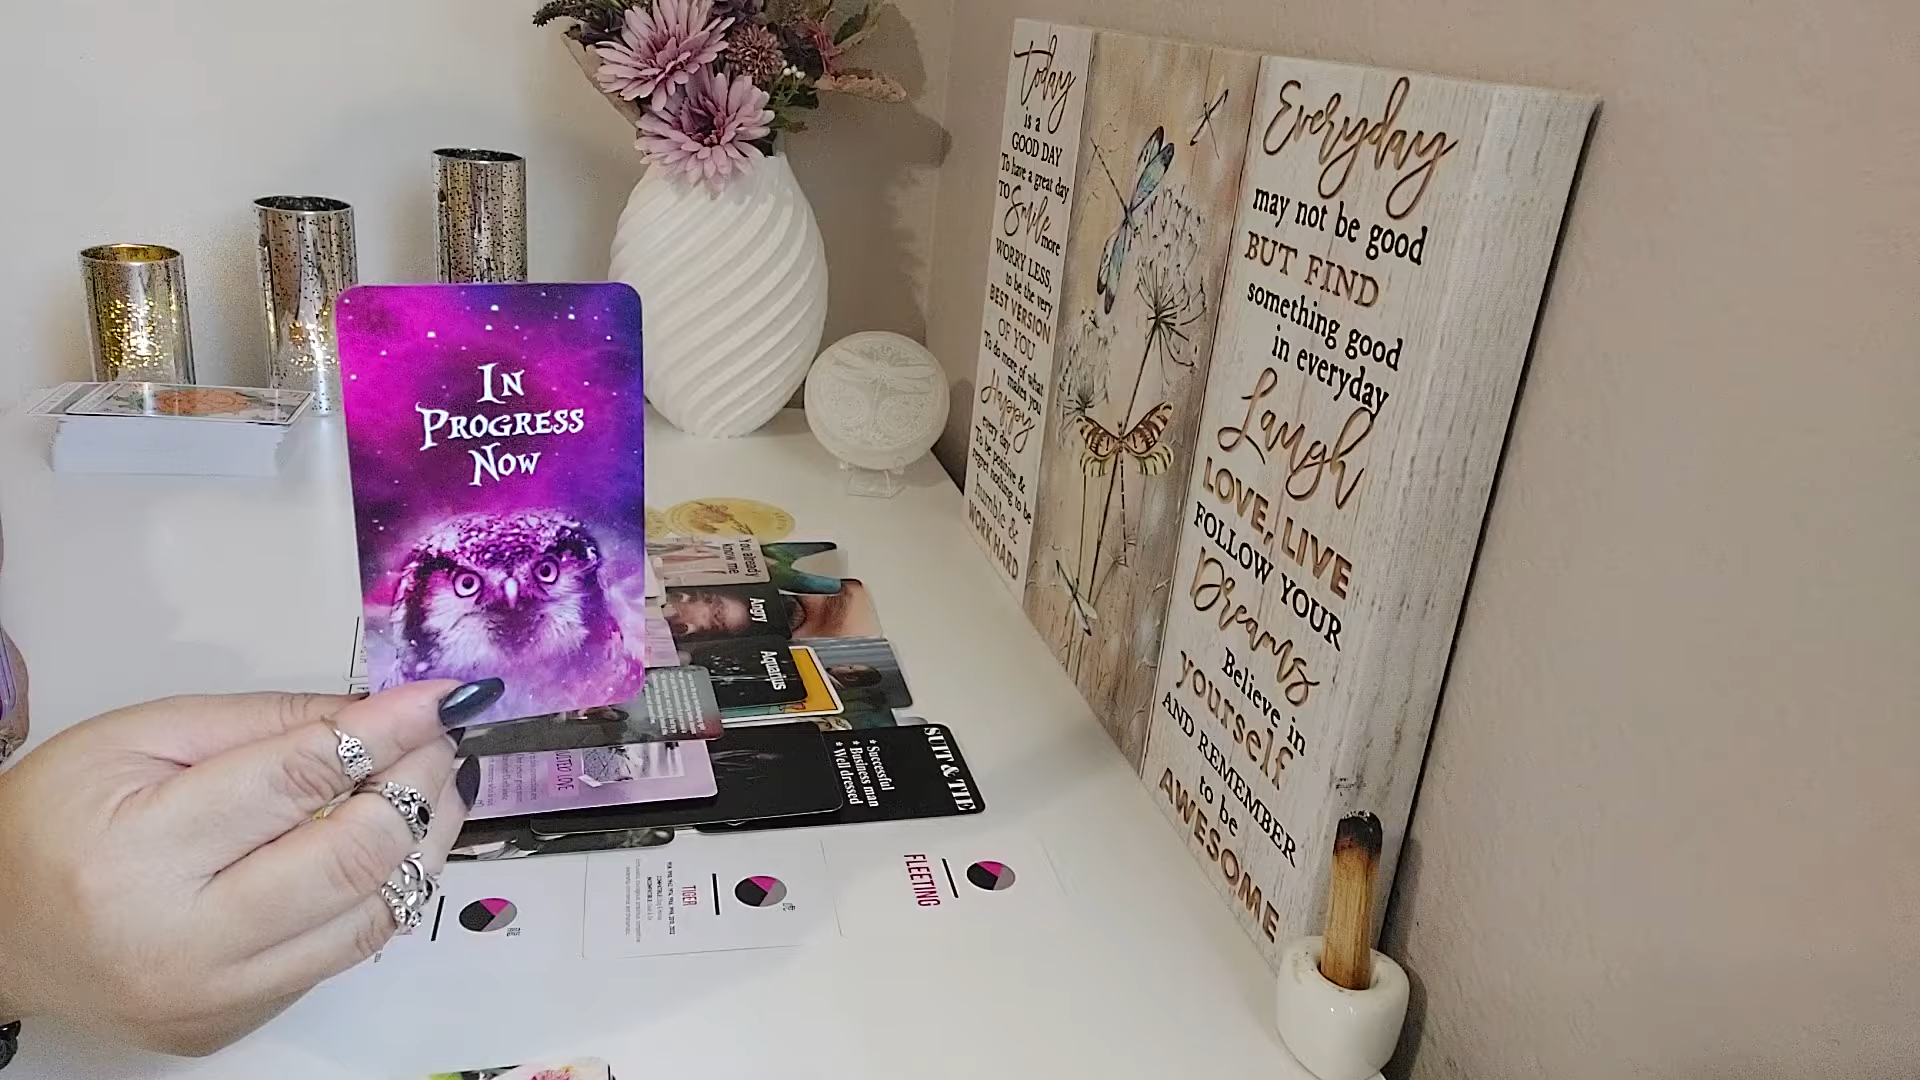 In
Progress
Now
today
is a
GOOD DAY
To have a great day
TO Smile more
WORRY LESS,
to be the very
BEST VERSION
OF YOU
To do more of what
makes you
Happy
every day
To be positive &
regret nothing to be
humble &
WORK HARD
Everyday
may not be good
BUT FIND
something good
in everyday
Laugh
LOVE, LIVE
FOLLOW YOUR
Dreams
Believe in
yourself
AND REMEMBER
to be
AWESOME
You already
know me
Angry
Aquarius
SUIT & TIE
* Successful
* Business man
* Well dressed
LOVE
TIGER
FLEETING